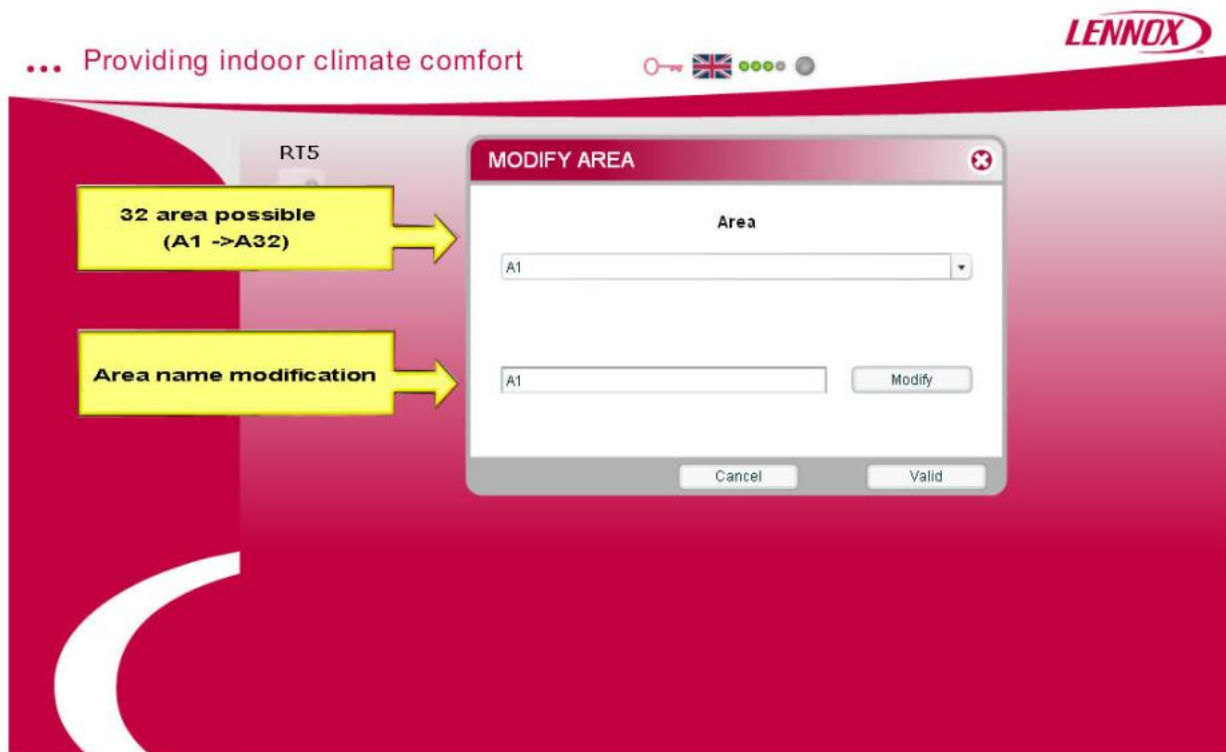 LENNOX
... Providing indoor climate comfort
RT5
MODIFY AREA
32 area possible
(A1 ->A32)
Area
A1
Area name modification
A1
Modify
Cancel
Valid